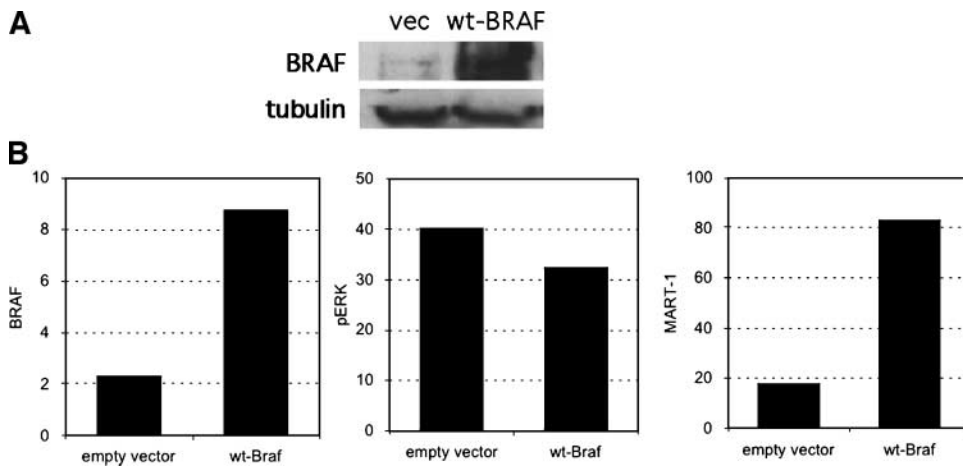 A
vec wt-BRAF
BRAF
tubulin
B
10
8
6
4
2
0
BRAF
empty vector wt-Braf
50
40
30
20
10
0
pERK
empty vector wt-Braf
100
80
60
40
20
0
MART-1
empty vector wt-Braf